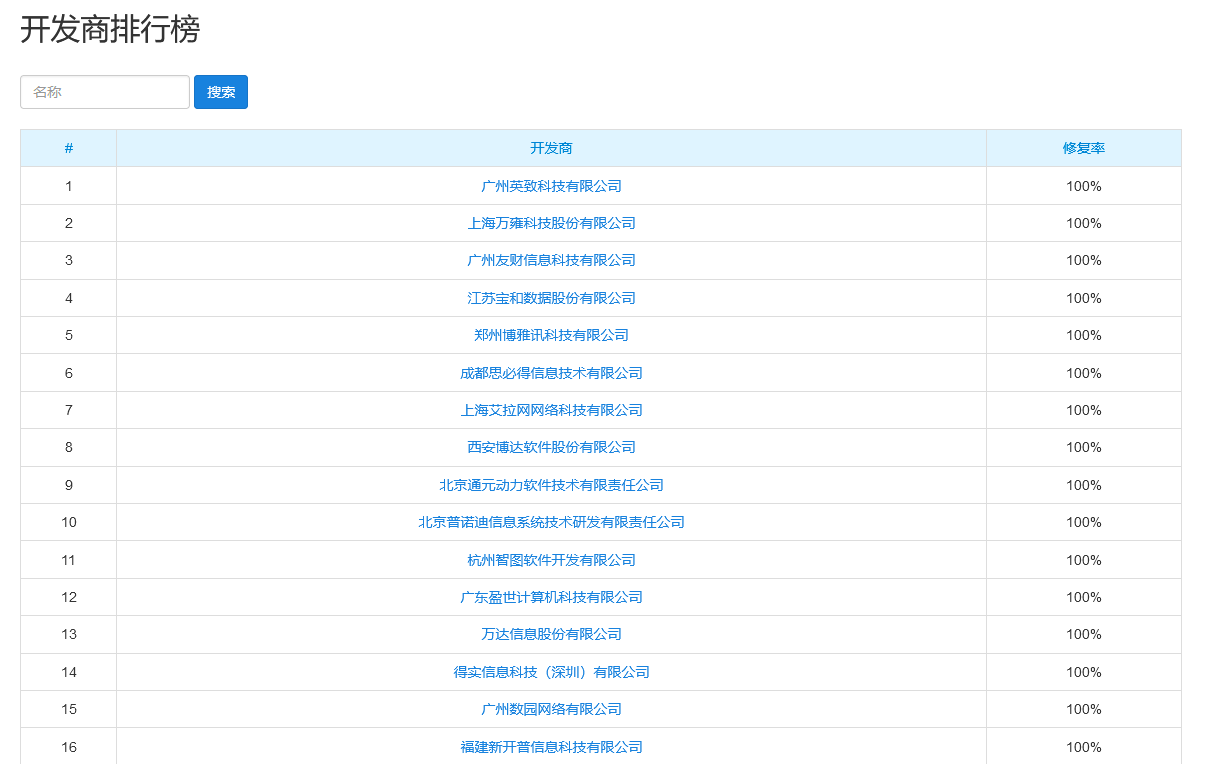 开发商排行榜
名称 搜索
# 开发商 修复率
1 广州英致科技有限公司 100%
2 上海万雍科技股份有限公司 100%
3 广州友财信息科技有限公司 100%
4 江苏宝和数据股份有限公司 100%
5 郑州博雅讯科技有限公司 100%
6 成都思必得信息技术有限公司 100%
7 上海艾拉网网络科技有限公司 100%
8 西安博达软件股份有限公司 100%
9 北京通元动力软件技术有限责任公司 100%
10 北京普诺迪信息系统技术研发有限责任公司 100%
11 杭州智图软件开发有限公司 100%
12 广东盈世计算机科技有限公司 100%
13 万达信息股份有限公司 100%
14 得实信息科技（深圳）有限公司 100%
15 广州数园网络有限公司 100%
16 福建新开普信息科技有限公司 100%